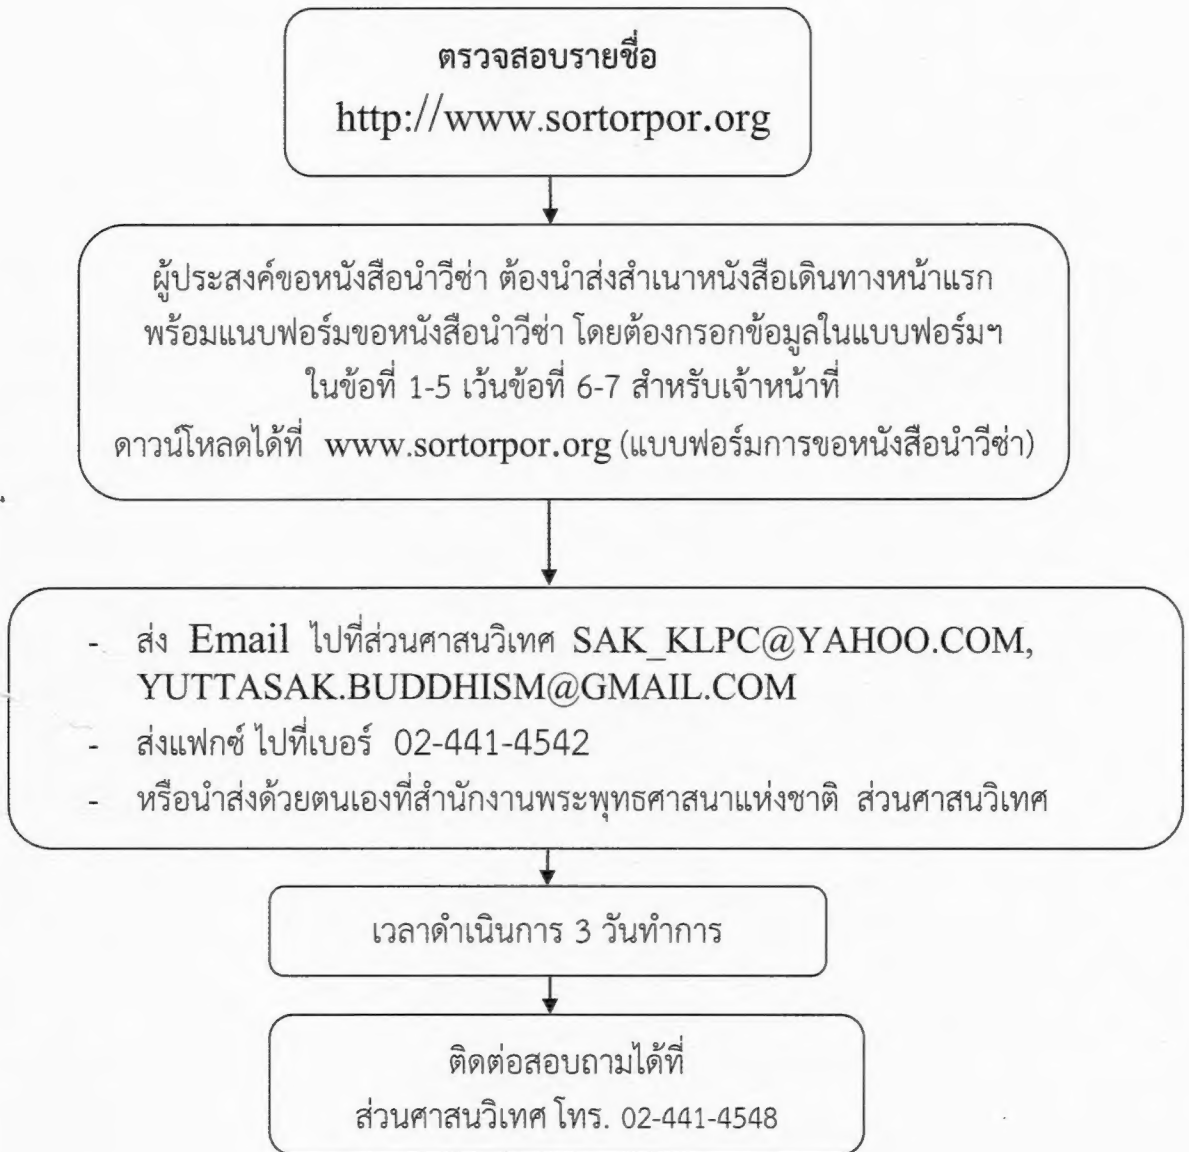 ตรวจสอบรายชื่อ
http://www.sortorpor.org
ผู้ประสงค์ขอหนังสือนำวีซ่า ต้องนำส่งสำเนาหนังสือเดินทางหน้าแรก
พร้อมแนบฟอร์มขอหนังสือนำวีซ่า โดยต้องกรอกข้อมูลในแบบฟอร์มฯ
ในข้อที่ 1-5 เว้นข้อที่ 6-7 สำหรับเจ้าหน้าที่
ดาวน์โหลดได้ที่ www.sortorpor.org (แบบฟอร์มการขอหนังสือนำวีซ่า)
- ส่ง Email ไปที่ส่วนศาสนวิเทศ SAK_KLPC@YAHOO.COM,
YUTTASAK.BUDDHISM@GMAIL.COM
- ส่งแฟกซ์ ไปที่เบอร์ 02-441-4542
- หรือนำส่งด้วยตนเองที่สำนักงานพระพุทธศาสนาแห่งชาติ ส่วนศาสนวิเทศ
เวลาดำเนินการ 3 วันทำการ
ติดต่อสอบถามได้ที่
ส่วนศาสนวิเทศ โทร. 02-441-4548